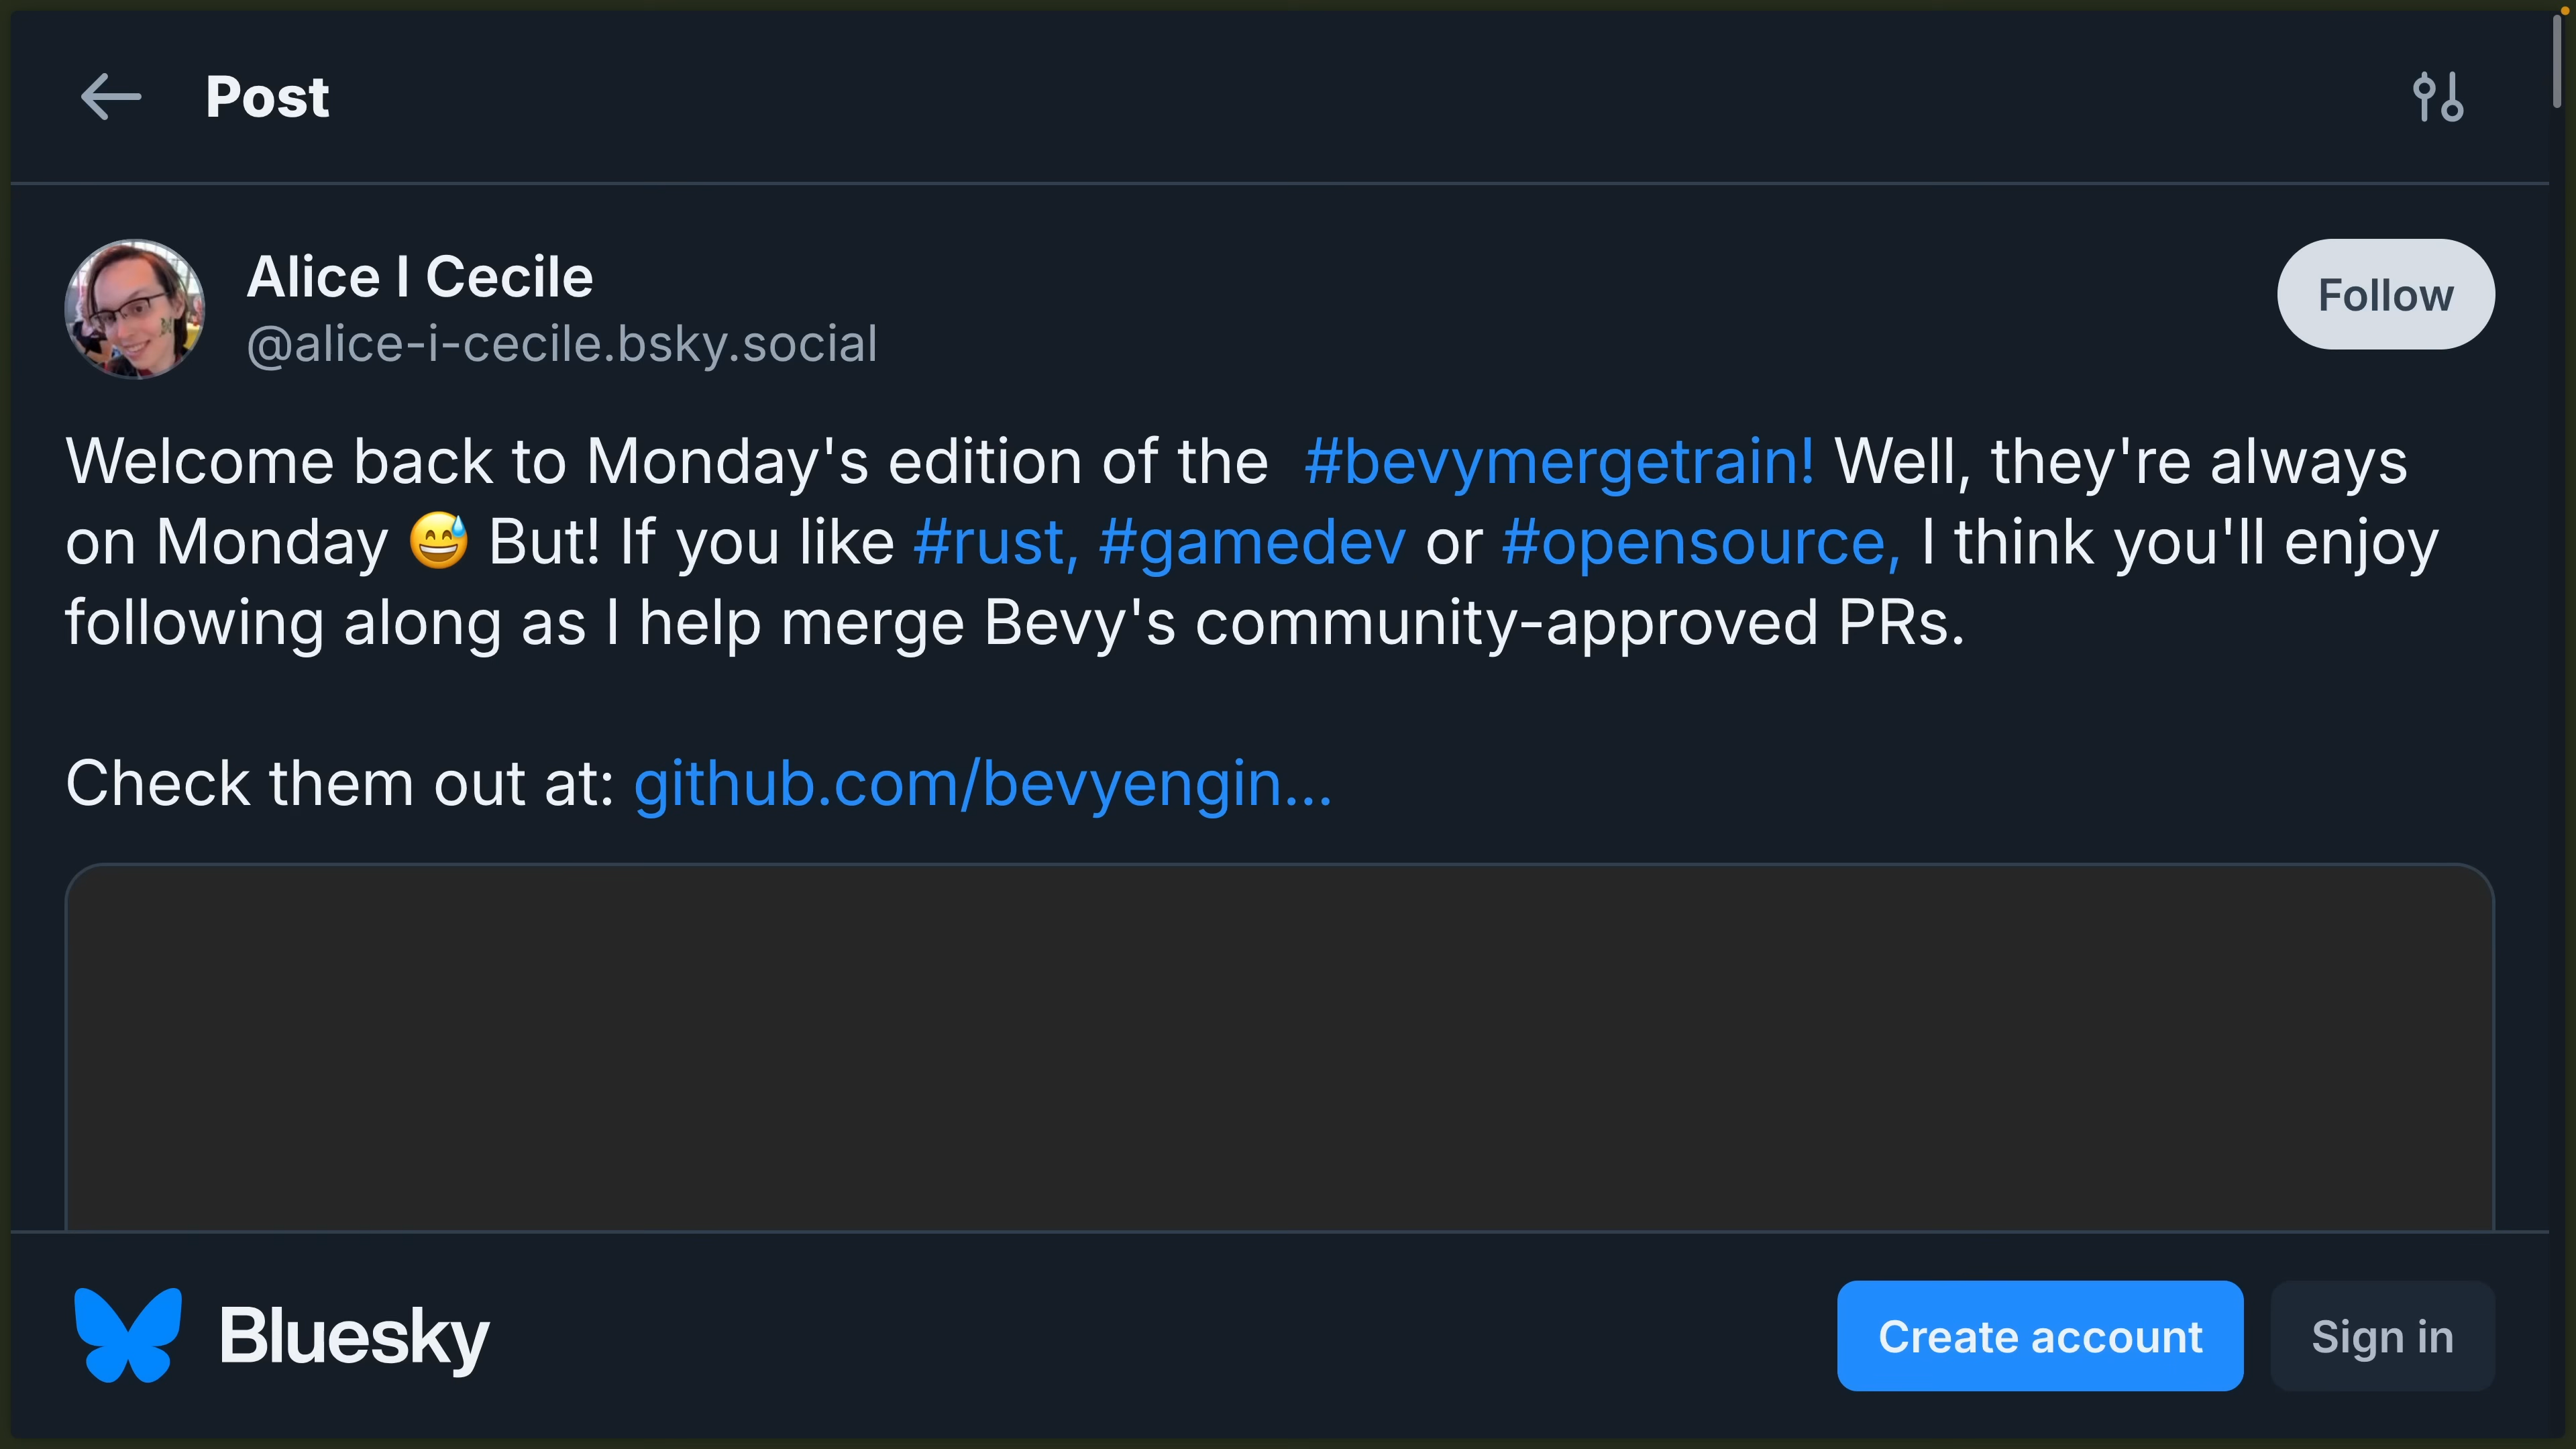 Post
Alice I Cecile
@alice-i-cecile.bsky.social
Follow
Welcome back to Monday's edition of the  #bevymergetrain! Well, they're always
on Monday 😅 But! If you like #rust, #gamedev or #opensource, I think you'll enjoy
following along as I help merge Bevy's community-approved PRs.
Check them out at: github.com/bevyengin...
Bluesky
Create account
Sign in